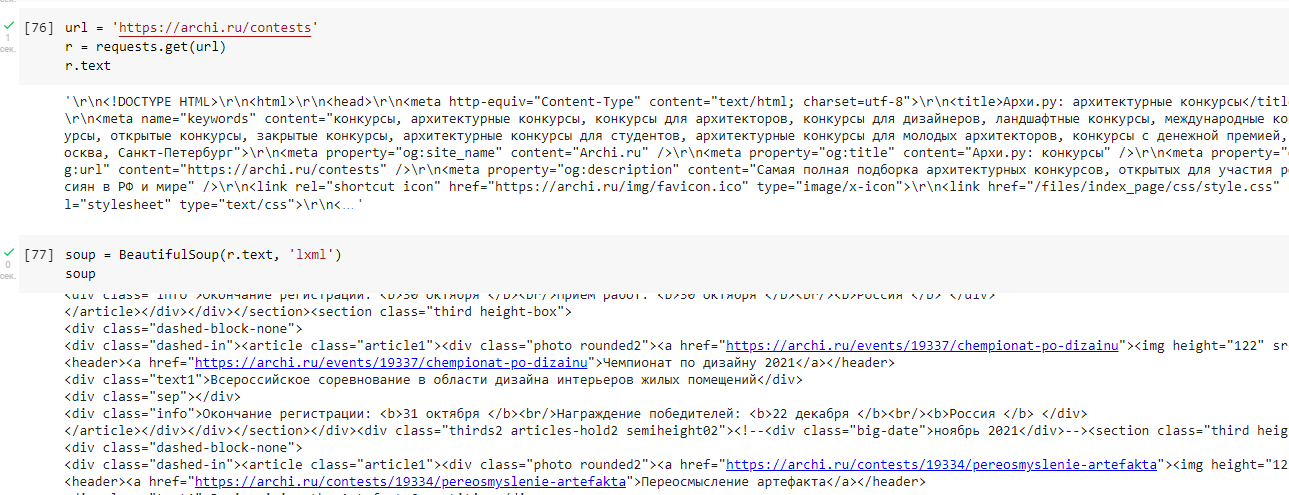 сек.
[76] url = 'https://archi.ru/contests'
1 r = requests.get(url)
сек. r.text
'\r\n<!DOCTYPE HTML>\r\n<html>\r\n<head>\r\n<meta http-equiv="Content-Type" content="text/html; charset=utf-8">\r\n<title>Архи.ру: архитектурные конкурсы</titl
\r\n<meta name="keywords" content="конкурсы, архитектурные конкурсы, конкурсы для архитекторов, конкурсы для дизайнеров, ландшафтные конкурсы, международные ко
урсы, открытые конкурсы, закрытые конкурсы, архитектурные конкурсы для студентов, архитектурные конкурсы для молодых архитекторов, конкурсы с денежной премией,
осква, Санкт-Петербург">\r\n<meta property="og:site_name" content="Archi.ru" />\r\n<meta property="og:title" content="Архи.ру: конкурсы" />\r\n<meta property="o
g:url" content="https://archi.ru/contests" />\r\n<meta property="og:description" content="Самая полная подборка архитектурных конкурсов, открытых для участия ро
сиян в РФ и мире" />\r\n<link rel="shortcut icon" href="https://archi.ru/img/favicon.ico" type="image/x-icon">\r\n<link href="/files/index_page/css/style.css"
l="stylesheet" type="text/css">\r\n<...'
[77] soup = BeautifulSoup(r.text, 'lxml')
0 soup
сек.
<div class="info">Окончание регистрации: <b>30 октября </b><br/>Прием работ: <b>30 октября </b><br/><b>Россия </b> </div>
</article></div></div></section><section class="third height-box">
<div class="dashed-block-none">
<div class="dashed-in"><article class="article1"><div class="photo rounded2"><a href="https://archi.ru/events/19337/chempionat-po-dizainu"><img height="122" sr
<header><a href="https://archi.ru/events/19337/chempionat-po-dizainu">Чемпионат по дизайну 2021</a></header>
<div class="text1">Всероссийское соревнование в области дизайна интерьеров жилых помещений</div>
<div class="sep"></div>
<div class="info">Окончание регистрации: <b>31 октября </b><br/>Награждение победителей: <b>22 декабря </b><br/><b>Россия </b> </div>
</article></div></div></section></div><div class="thirds2 articles-hold2 semiheight02"><!--<div class="big-date">ноябрь 2021</div>--><section class="third heig
<div class="dashed-block-none">
<div class="dashed-in"><article class="article1"><div class="photo rounded2"><a href="https://archi.ru/contests/19334/pereosmyslenie-artefakta"><img height="12
<header><a href="https://archi.ru/contests/19334/pereosmyslenie-artefakta">Переосмысление артефакта</a></header>